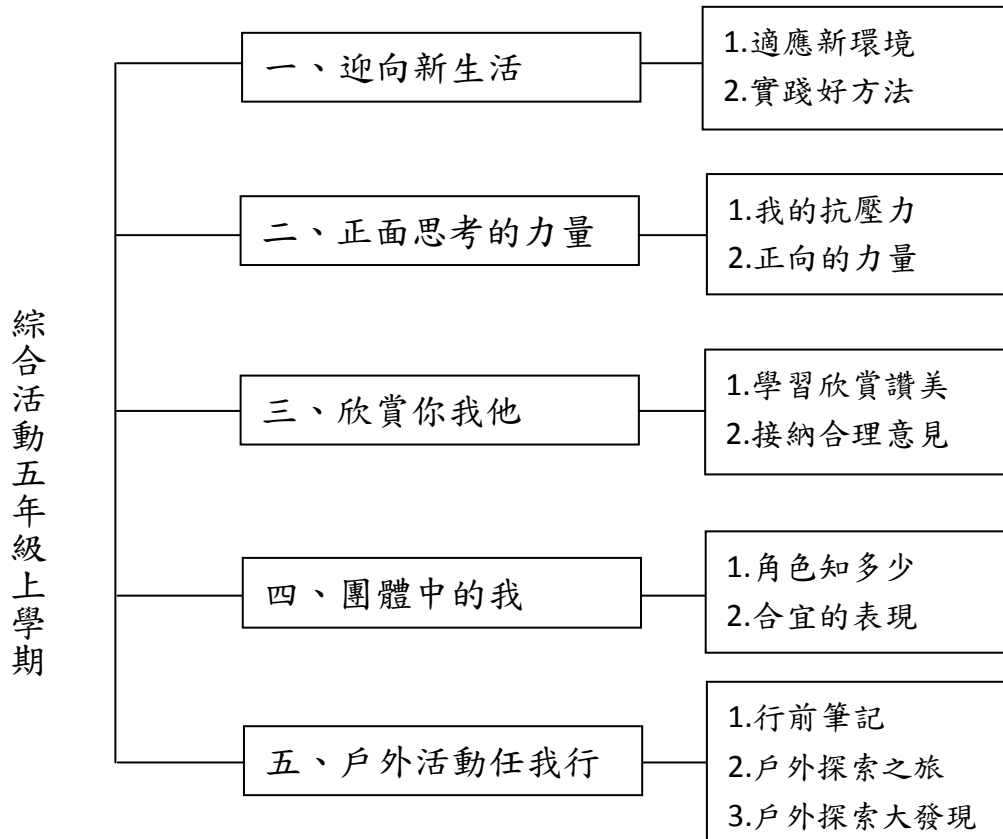 綜合活動五年級上學期
一、迎向新生活
1.適應新環境
2.實踐好方法
二、正面思考的力量
1.我的抗壓力
2.正向的力量
三、欣賞你我他
1.學習欣賞讚美
2.接納合理意見
四、團體中的我
1.角色知多少
2.合宜的表現
五、戶外活動任我行
1.行前筆記
2.戶外探索之旅
3.戶外探索大發現